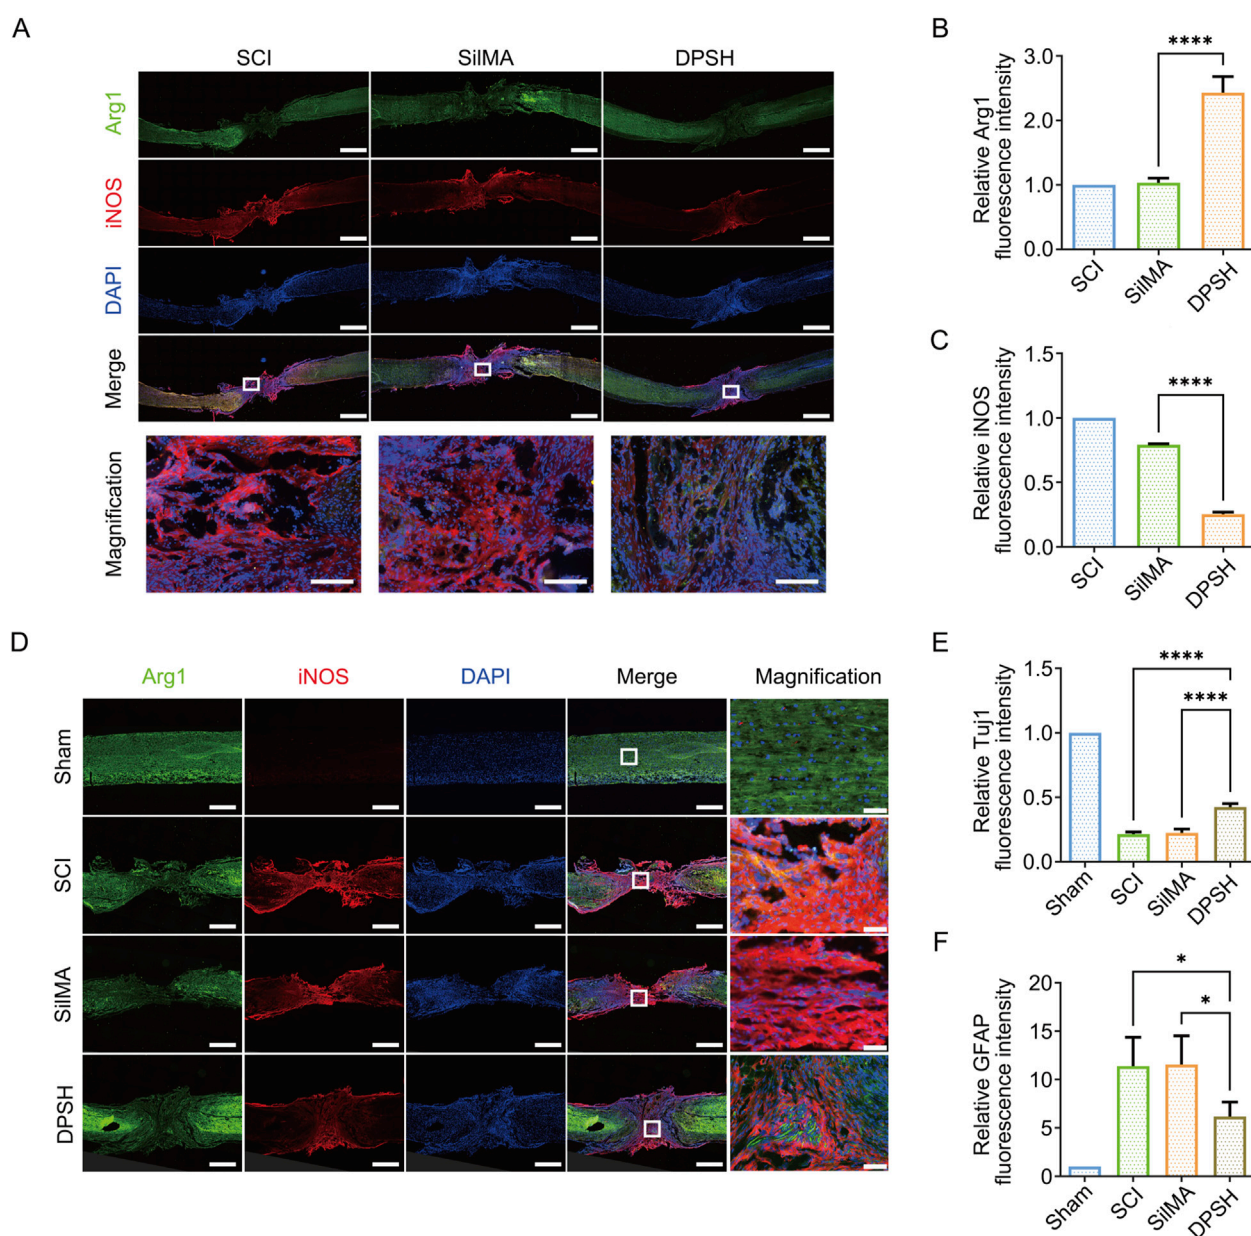 A
SCI
SilMA
DPSH
Arg1
iNOS
DAPI
Merge
Magnification
B
Relative Arg1
fluorescence intensity
3.0
2.0
1.0
0.0
****
SCI
SilMA
DPSH
C
Relative iNOS
fluorescence intensity
1.5
1.0
0.5
0.0
****
SCI
SilMA
DPSH
D
Arg1
iNOS
DAPI
Merge
Magnification
Sham
SCI
SilMA
DPSH
E
Relative Tuj1
fluorescence intensity
1.5
1.0
0.5
0.0
****
****
Sham
SCI
SilMA
DPSH
F
Relative GFAP
fluorescence intensity
20
15
10
5
0
*
*
Sham
SCI
SilMA
DPSH